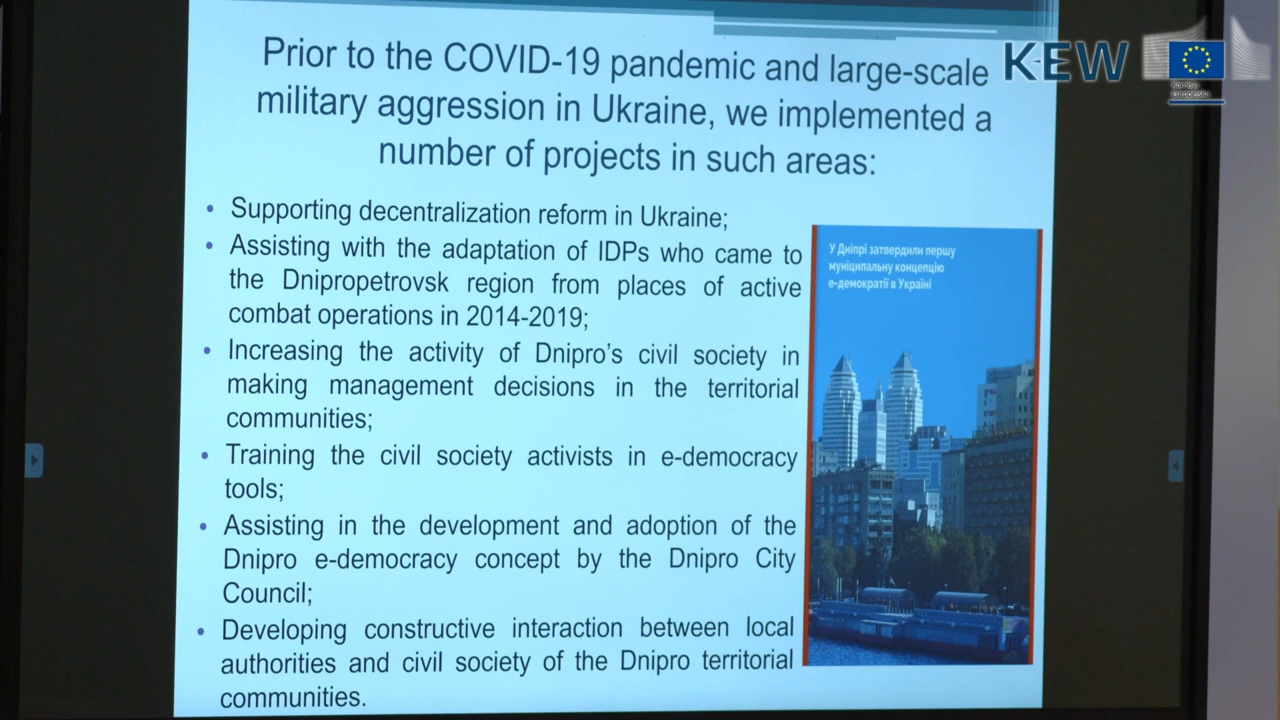 Prior to the COVID-19 pandemic and large-scale
military aggression in Ukraine, we implemented a
number of projects in such areas:
• Supporting decentralization reform in Ukraine;
• Assisting with the adaptation of IDPs who came to
the Dnipropetrovsk region from places of active
combat operations in 2014-2019;
• Increasing the activity of Dnipro's civil society in
making management decisions in the territorial
communities;
• Training the civil society activists in e-democracy
tools;
• Assisting in the development and adoption of the
Dnipro e-democracy concept by the Dnipro City
Council;
• Developing constructive interaction between local
authorities and civil society of the Dnipro territorial
communities.
У Дніпрі затвердили першу
муніципальну концепцію
е-демократії в Україні
KEW
Komisja
Europejska